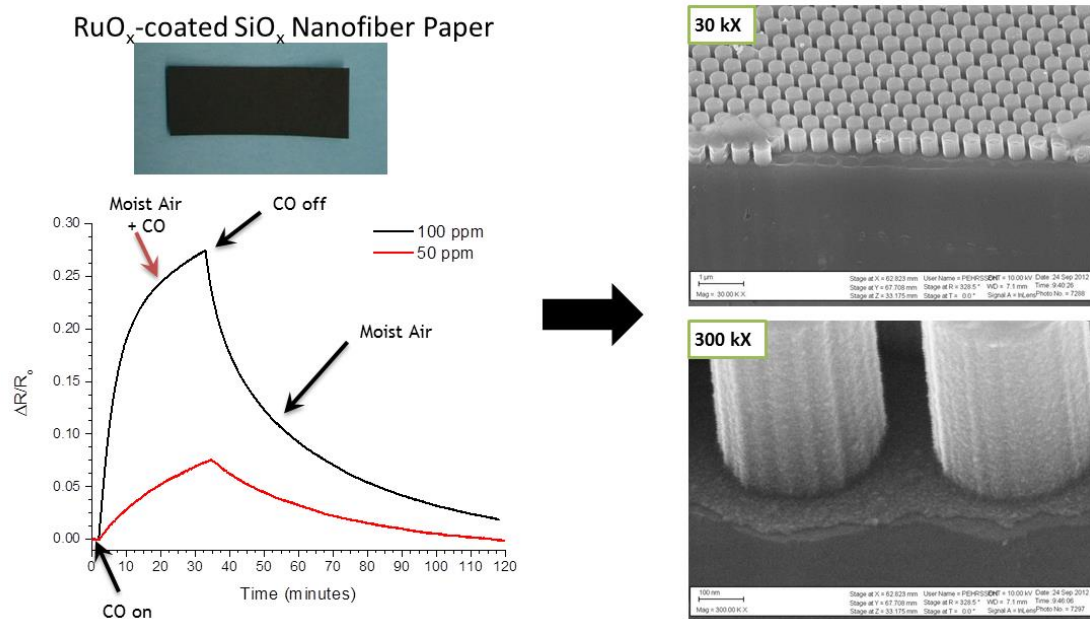 RuOₓ-coated SiOₓ Nanofiber Paper
Moist Air
+ CO
CO off
100 ppm
50 ppm
Moist Air
0.30
0.25
0.20
0.15
0.10
0.05
0.00
ΔR/Rₒ
0 10 20 30 40 50 60 70 80 90 100 110 120
Time (minutes)
CO on
30 kX
1 µm
Mag = 30.00 K X
Stage at X = 62.823 mm
Stage at Y = 67.708 mm
Stage at Z = 33.175 mm
Stage at R = 328.5 °
Stage at T = 0.0 °
WD = 7.1 mm
Signal A = InLens
Date :24 Sep 2012
Time :9:40:26
Photo No. = 7288
300 kX
100 nm
Mag = 300.00 K X
Stage at X = 62.823 mm
Stage at Y = 67.708 mm
Stage at Z = 33.175 mm
Stage at R = 328.5 °
Stage at T = 0.0 °
WD = 7.1 mm
Signal A = InLens
Date :24 Sep 2012
Time :9:46:06
Photo No. = 7297